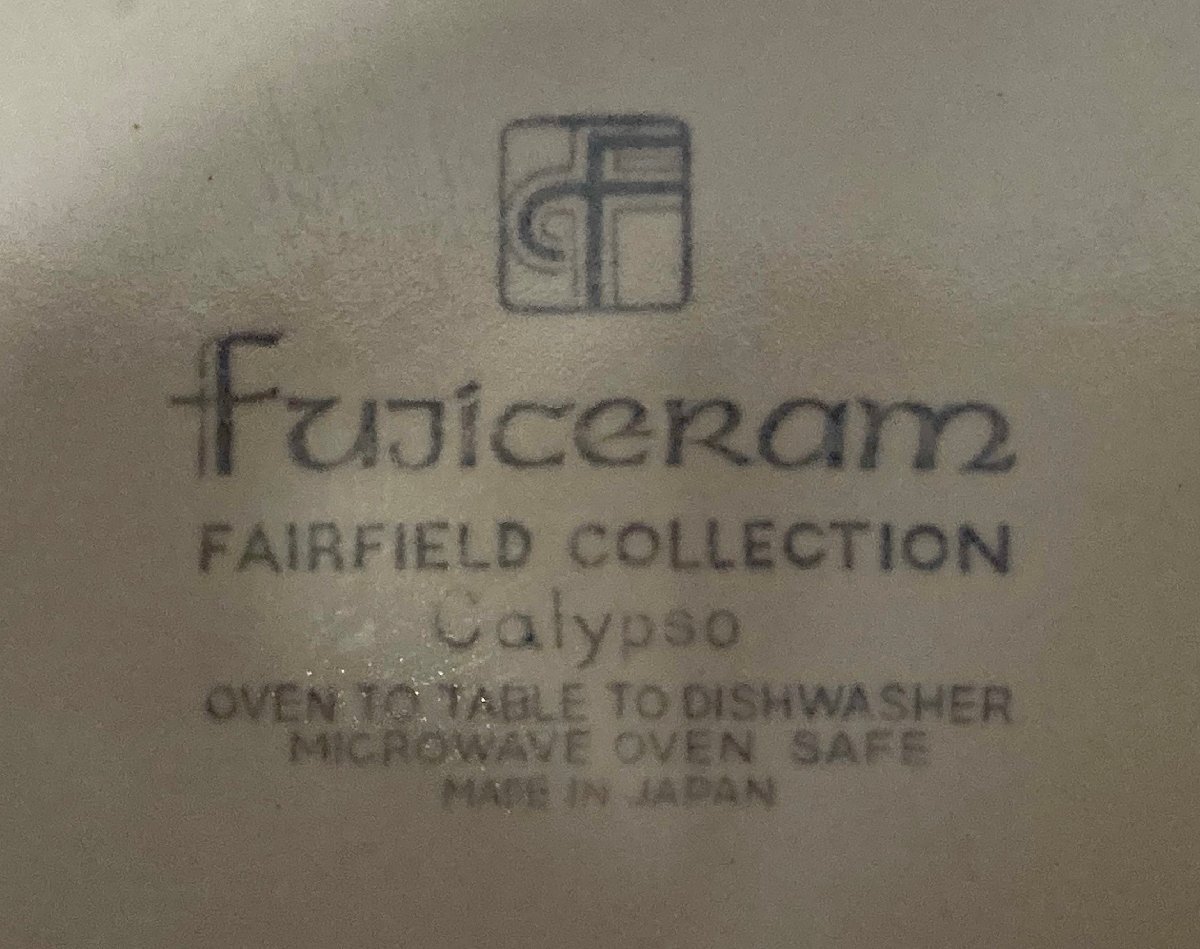 Fujiceram
FAIRFIELD COLLECTION
Calypso
OVEN TO TABLE TO DISHWASHER
MICROWAVE OVEN SAFE
MADE IN JAPAN